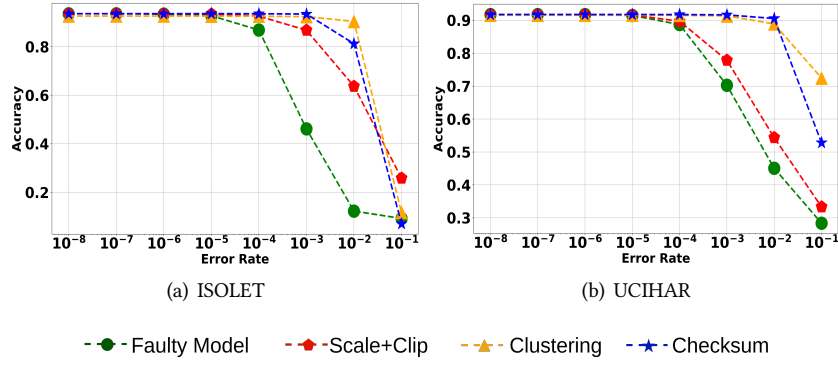 0.8
0.6
0.4
0.2
Accuracy
10⁻⁸ 10⁻⁷ 10⁻⁶ 10⁻⁵ 10⁻⁴ 10⁻³ 10⁻² 10⁻¹
Error Rate
(a) ISOLET
0.9
0.8
0.7
0.6
0.5
0.4
0.3
Accuracy
10⁻⁸ 10⁻⁷ 10⁻⁶ 10⁻⁵ 10⁻⁴ 10⁻³ 10⁻² 10⁻¹
Error Rate
(b) UCIHAR
Faulty Model Scale+Clip Clustering Checksum